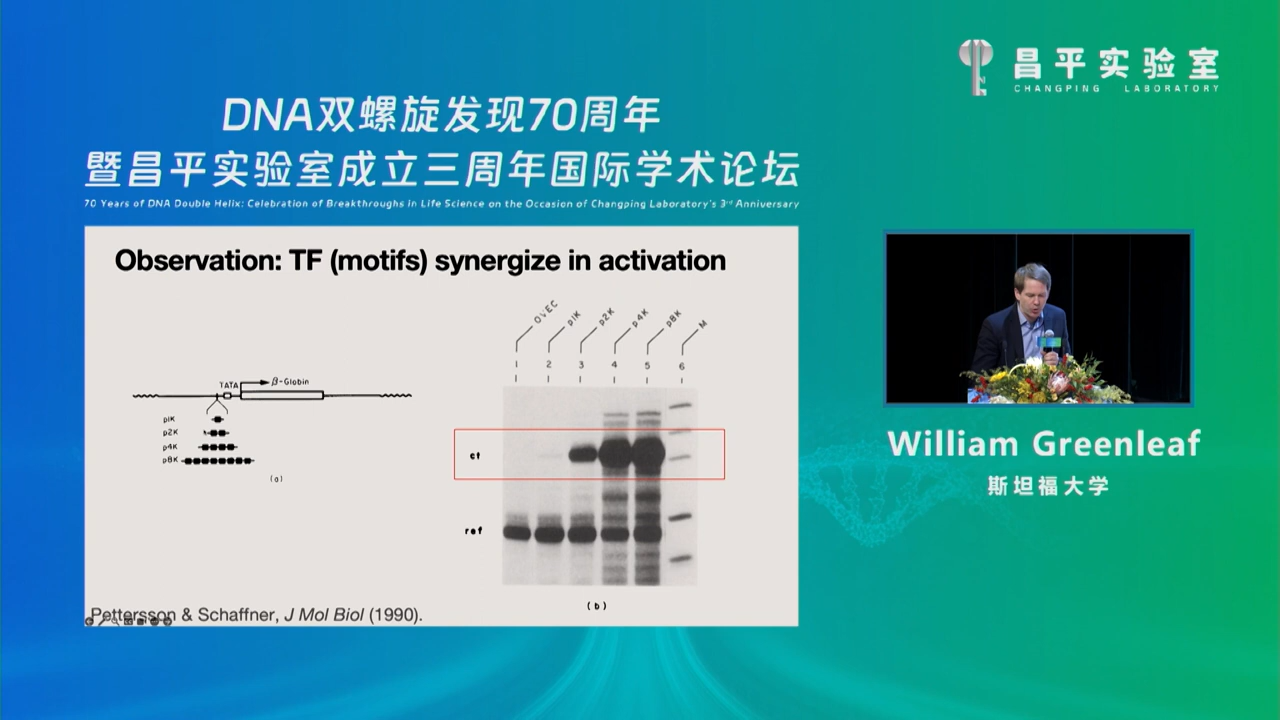 昌平实验室
CHANGPING LABORATORY
DNA双螺旋发现70周年
暨昌平实验室成立三周年国际学术论坛
70 Years of DNA Double Helix: Celebration of Breakthroughs in Life Science on the Occasion of Changping Laboratory's 3rd Anniversary
Observation: TF (motifs) synergize in activation
TATA
β-Globin
p1K
p2K
p4K
p8K
(a)
OVEC p1K p2K p4K p8K M
1 2 3 4 5 6
ct
ref
(b)
Pettersson & Schaffner, J Mol Biol (1990).
William Greenleaf
斯坦福大学